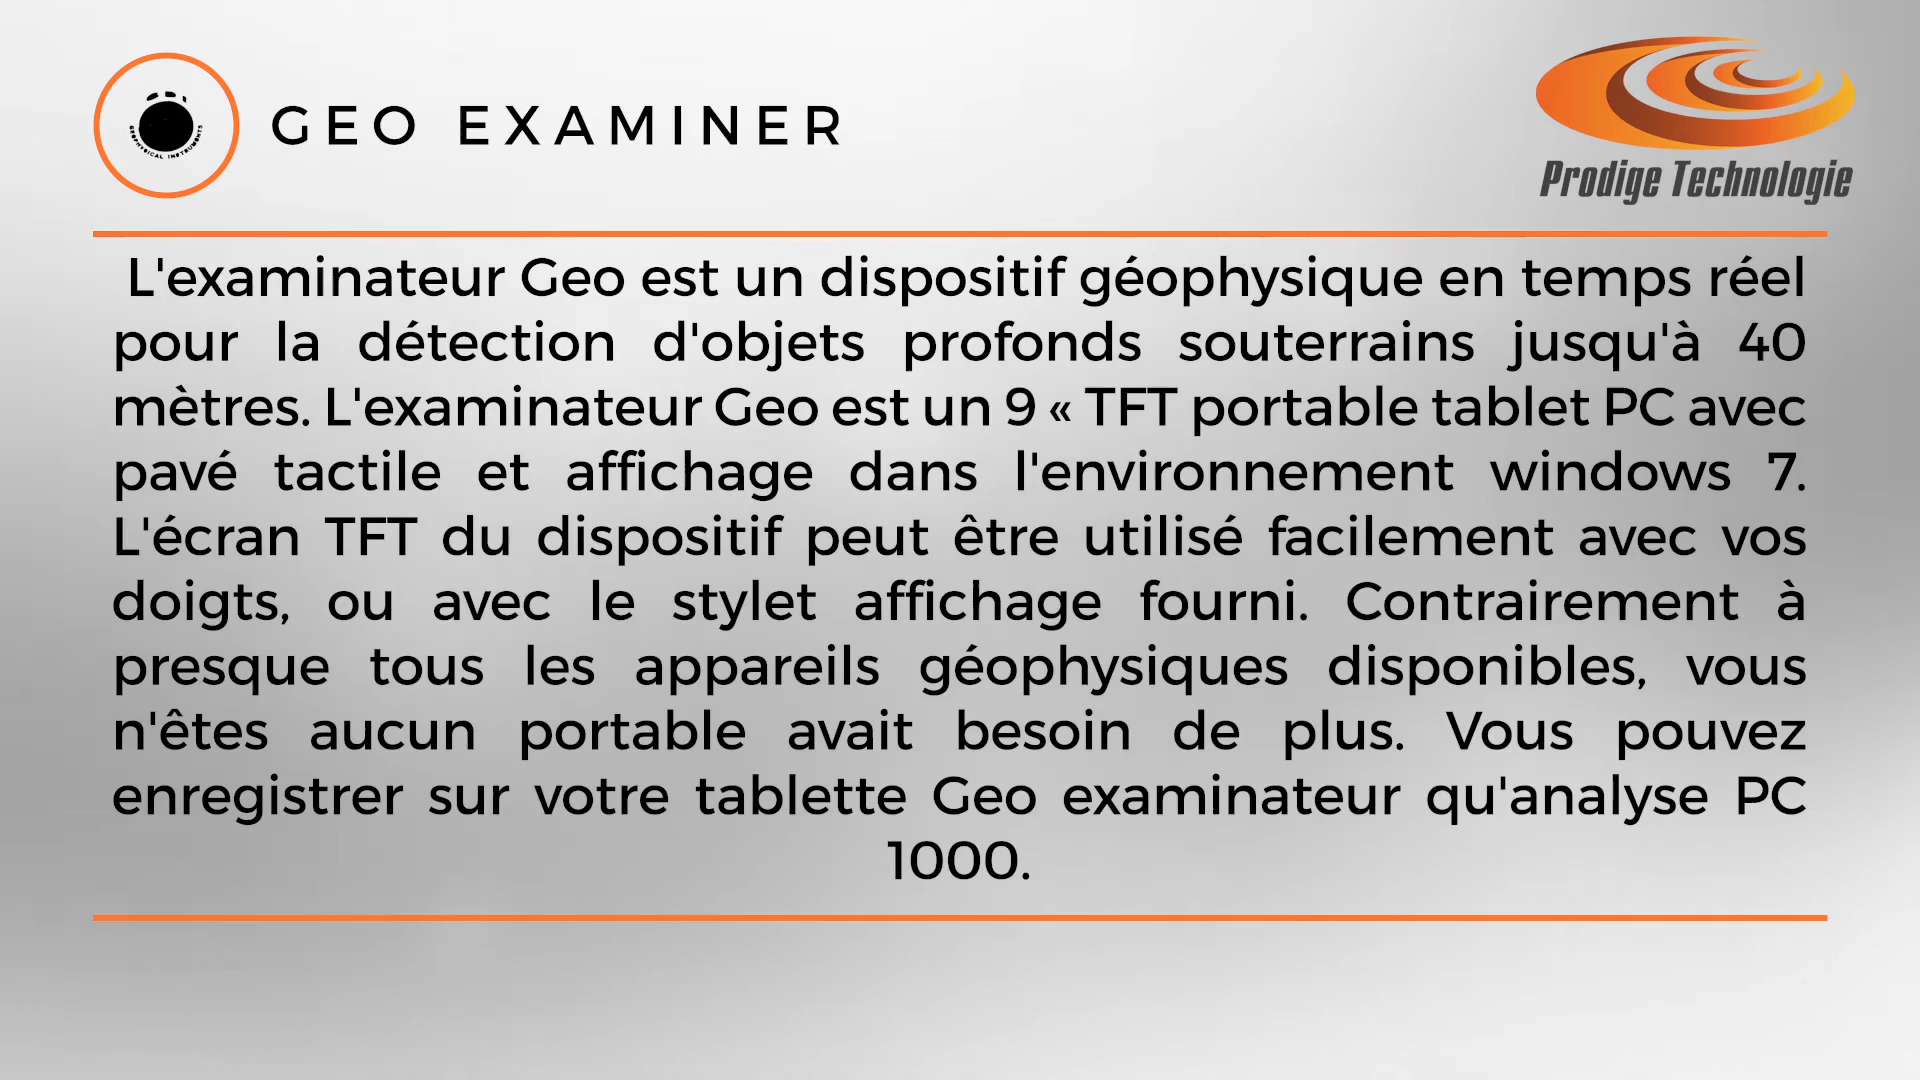 GEOPHYSICAL INSTRUMENTS
GEO EXAMINER
Prodige Technologie
L'examinateur Geo est un dispositif géophysique en temps réel
pour la détection d'objets profonds souterrains jusqu'à 40
mètres. L'examinateur Geo est un 9 « TFT portable tablet PC avec
pavé tactile et affichage dans l'environnement windows 7.
L'écran TFT du dispositif peut être utilisé facilement avec vos
doigts, ou avec le stylet affichage fourni. Contrairement à
presque tous les appareils géophysiques disponibles, vous
n'êtes aucun portable avait besoin de plus. Vous pouvez
enregistrer sur votre tablette Geo examinateur qu'analyse PC
1000.